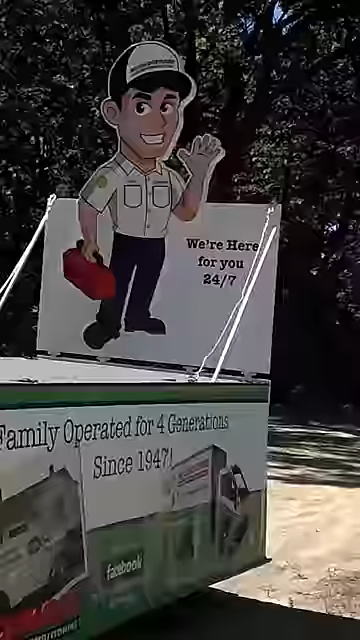 We're Here
for you
24/7
Family Operated for 4 Generations
Since 1947!
facebook